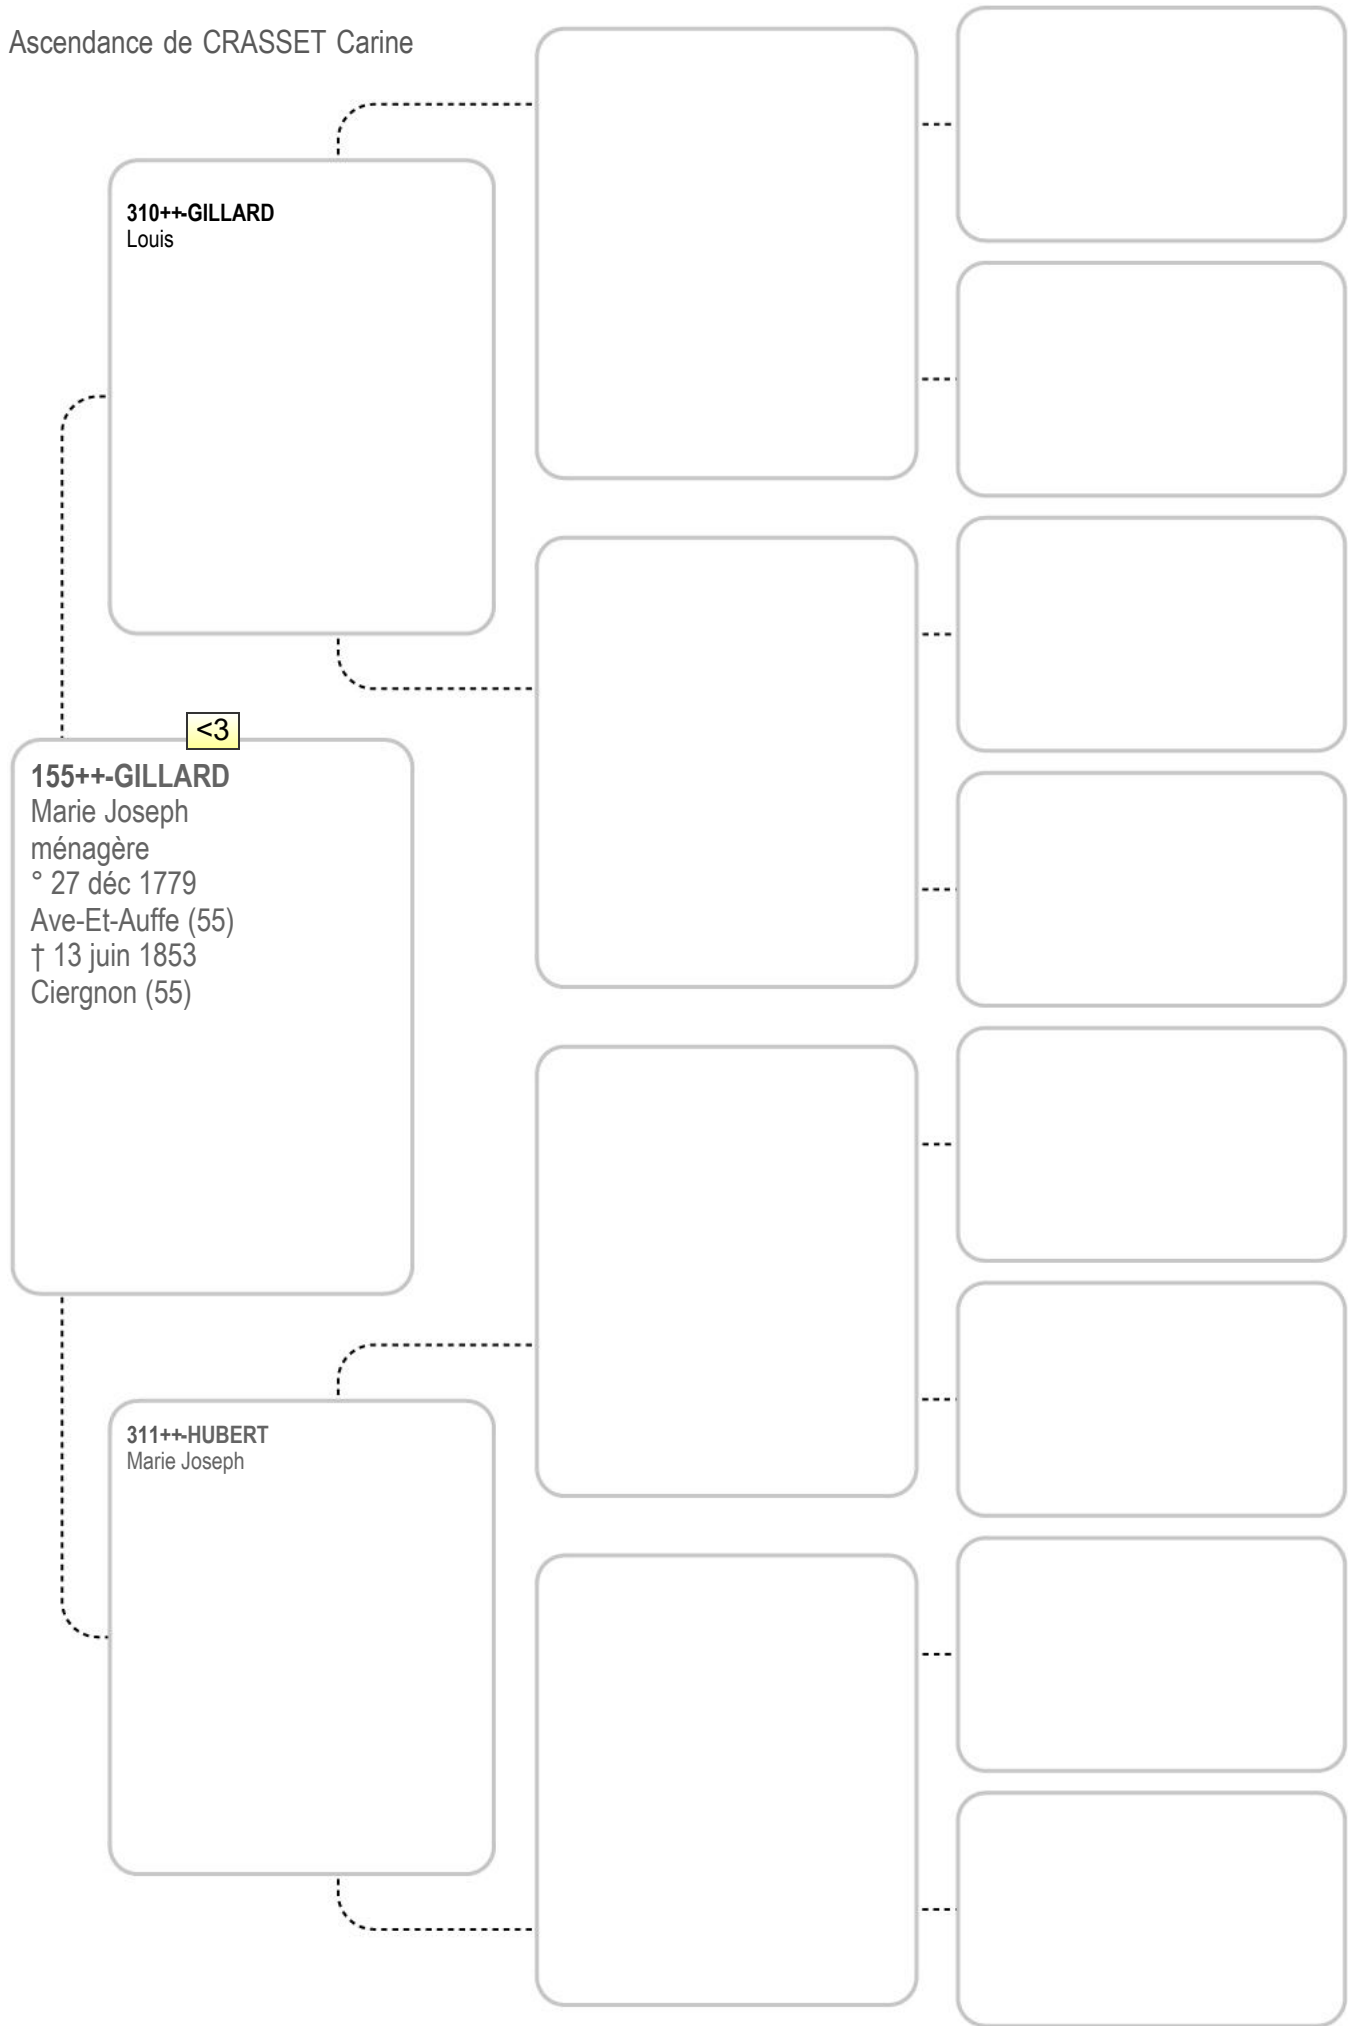 Ascendance de CRASSET Carine
310++-GILLARD
Louis
<3
155++-GILLARD
Marie Joseph
ménagère
° 27 déc 1779
Ave-Et-Auffe (55)
† 13 juin 1853
Ciergnon (55)
311++-HUBERT
Marie Joseph